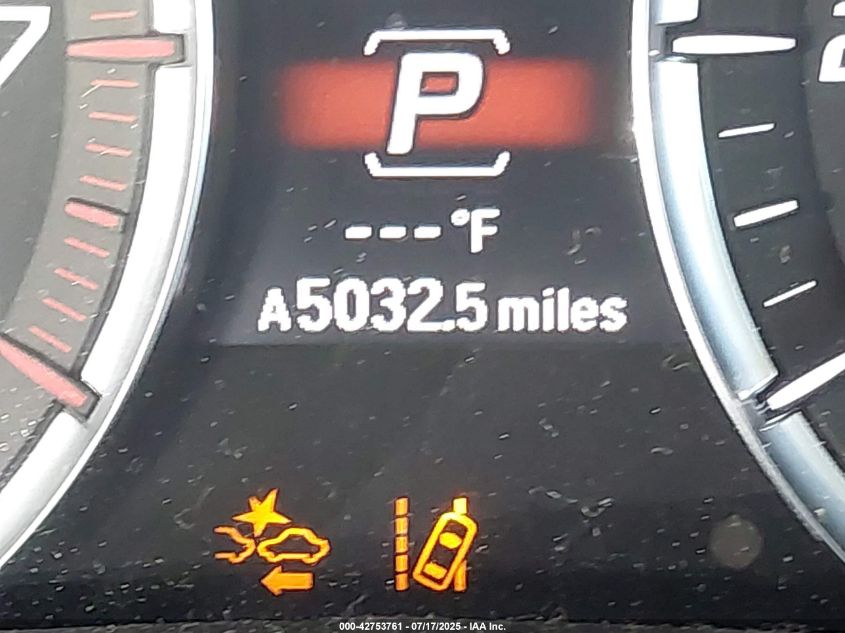 P
---°F
A5032.5 miles
000-42753761 - 07/17/2025 - IAA Inc.